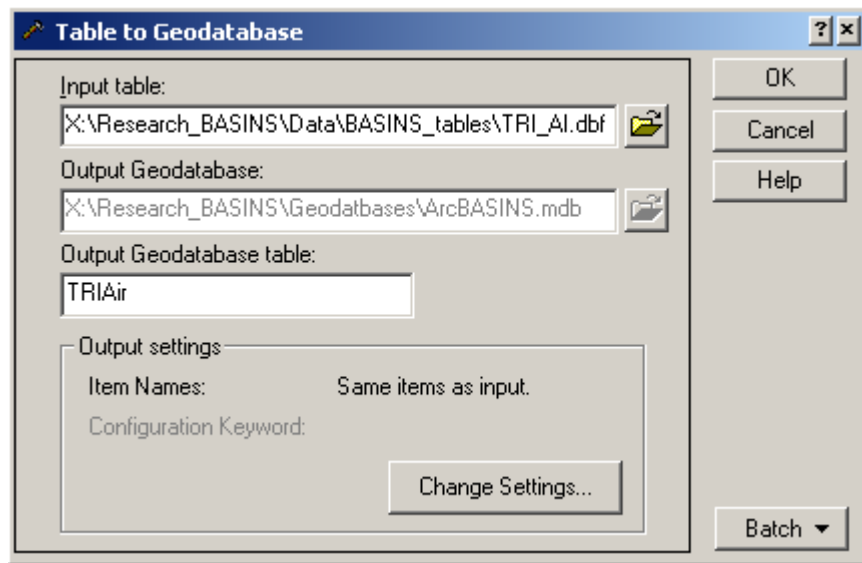 Table to Geodatabase
Input table:
X:\Research_BASINS\Data\BASINS_tables\TRI_AI.dbf
Output Geodatabase:
X:\Research_BASINS\Geodatbases\ArcBASINS.mdb
Output Geodatabase table:
TRIAir
Output settings
Item Names: Same items as input.
Configuration Keyword:
Change Settings...
OK
Cancel
Help
Batch